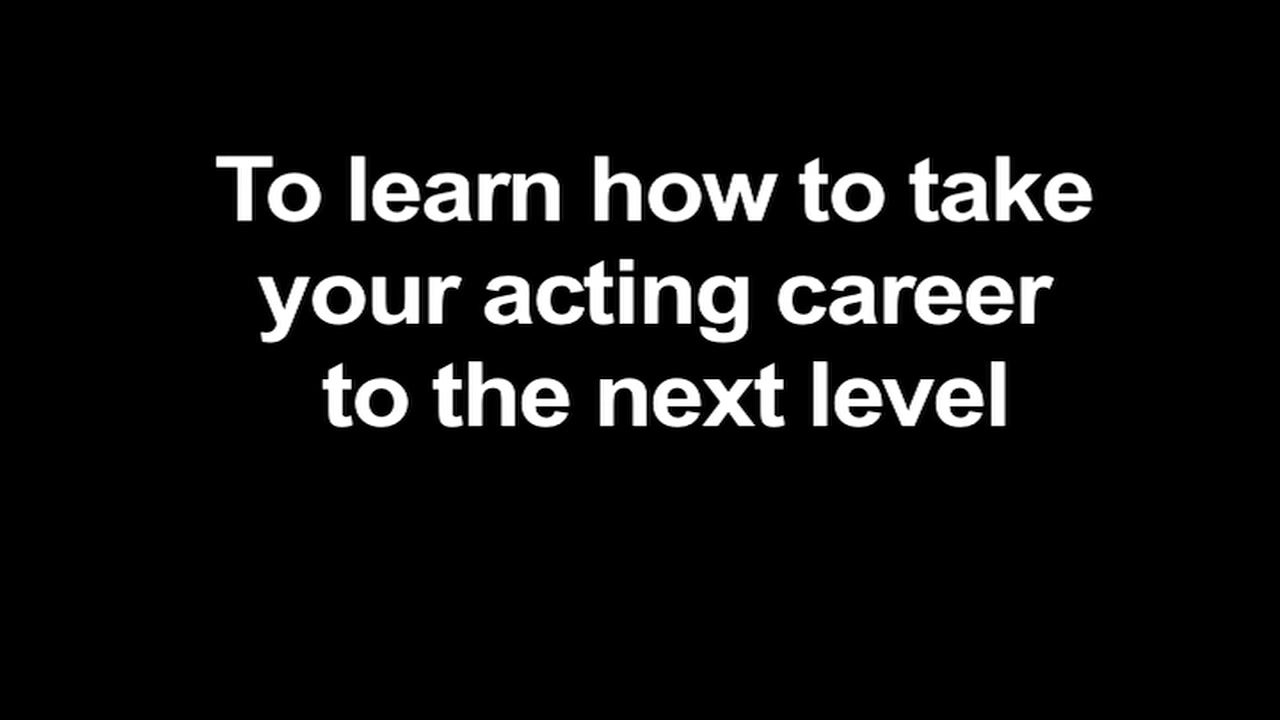 To learn how to take
your acting career
to the next level